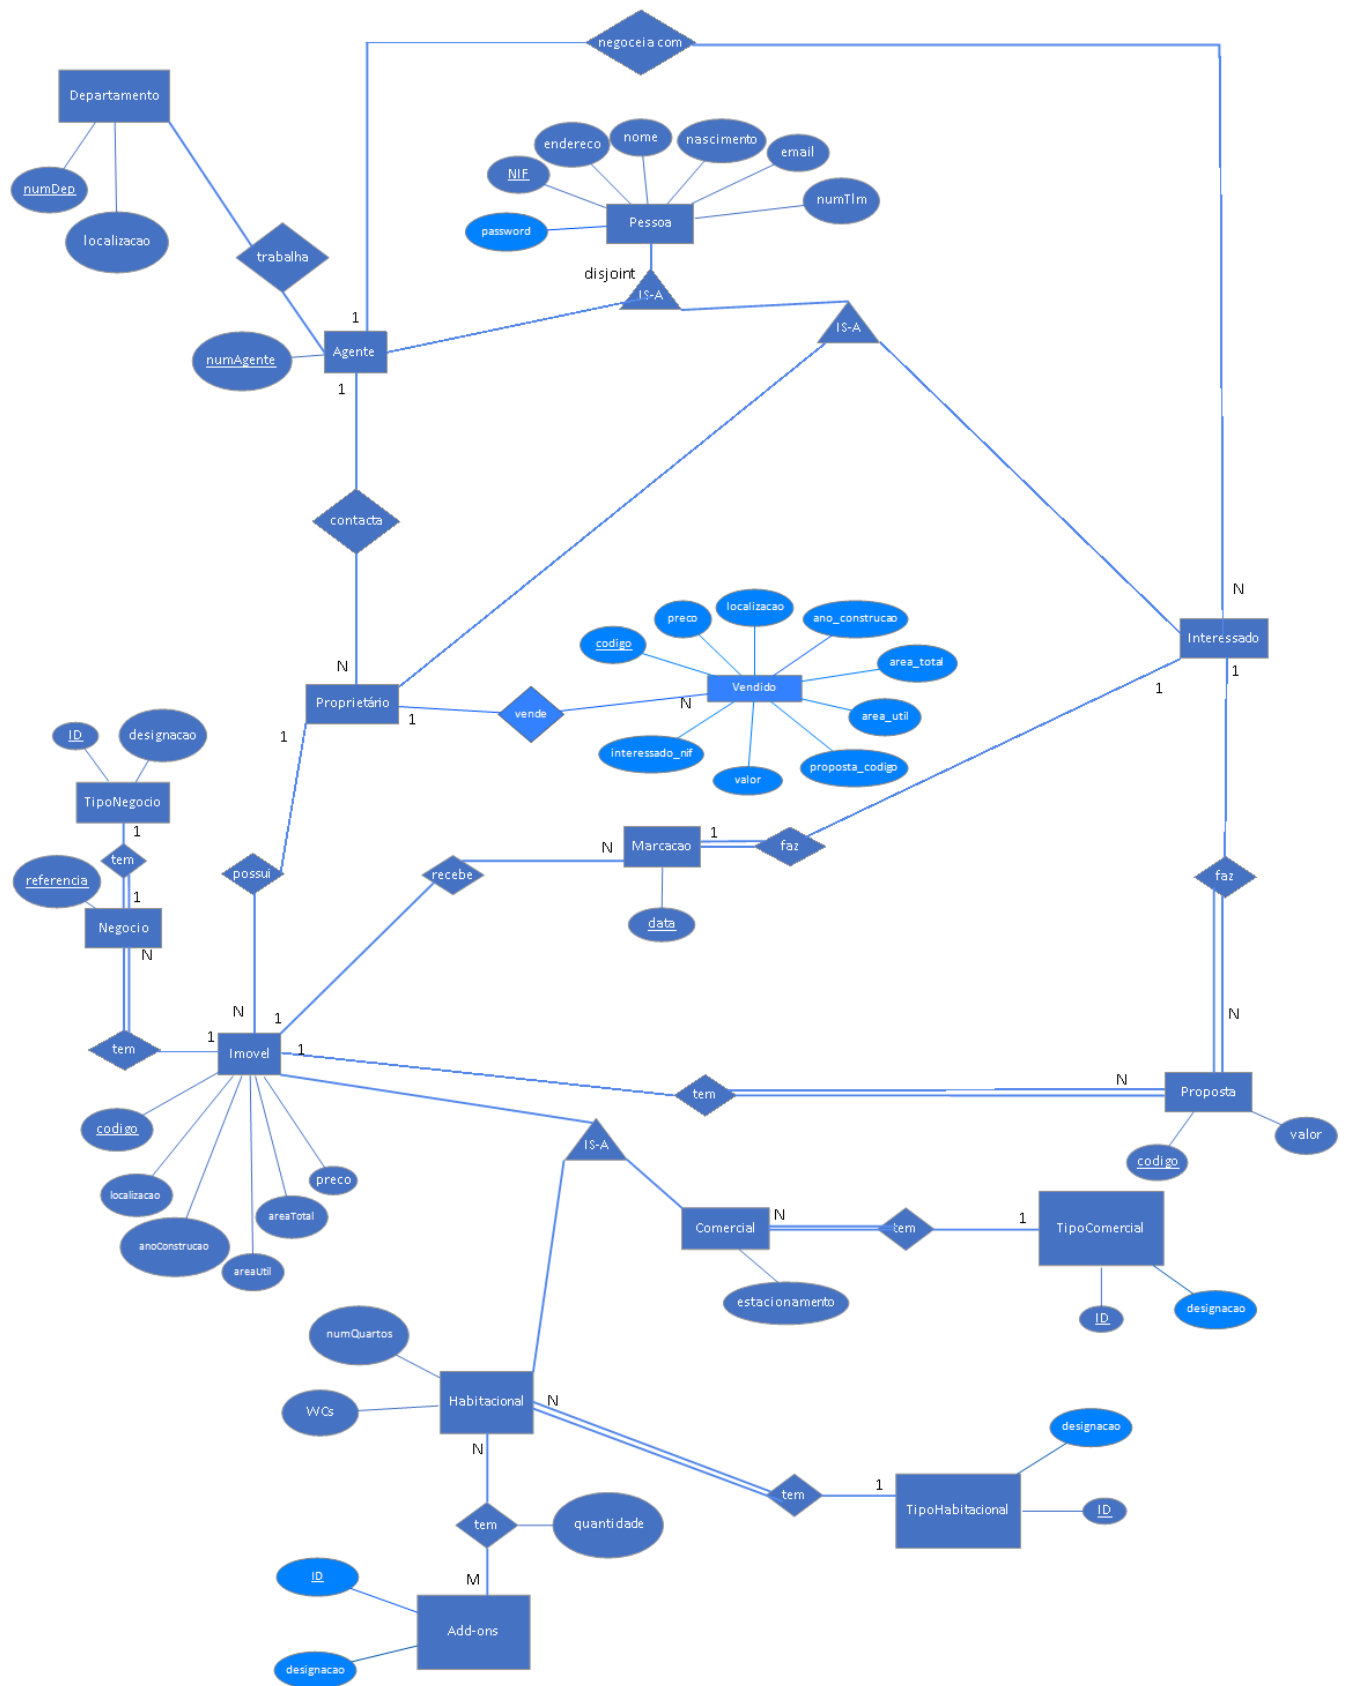 negoceia com
Departamento
numDep
localizacao
trabalha
nome
endereco
nascimento
email
NIF
numTlm
password
Pessoa
disjoint
IS-A
IS-A
1
numAgente
Agente
1
contacta
N
N
Interessado
1
1
Proprietário
1
1
vende
N
localizacao
preco
ano_construcao
codigo
area_total
Vendido
area_util
interessado_nif
valor
proposta_codigo
ID
designacao
TipoNegocio
1
tem
1
referencia
Negocio
N
tem
1
possui
N
1
1
recebe
N
Marcacao
1
faz
data
faz
N
Imovel
tem
N
Proposta
codigo
valor
codigo
localizacao
anoConstrucao
areaUtil
areaTotal
preco
IS-A
Comercial
N
tem
1
TipoComercial
estacionamento
ID
designacao
numQuartos
WCs
Habitacional
N
N
tem
1
TipoHabitacional
designacao
ID
tem
quantidade
M
ID
Add-ons
designacao